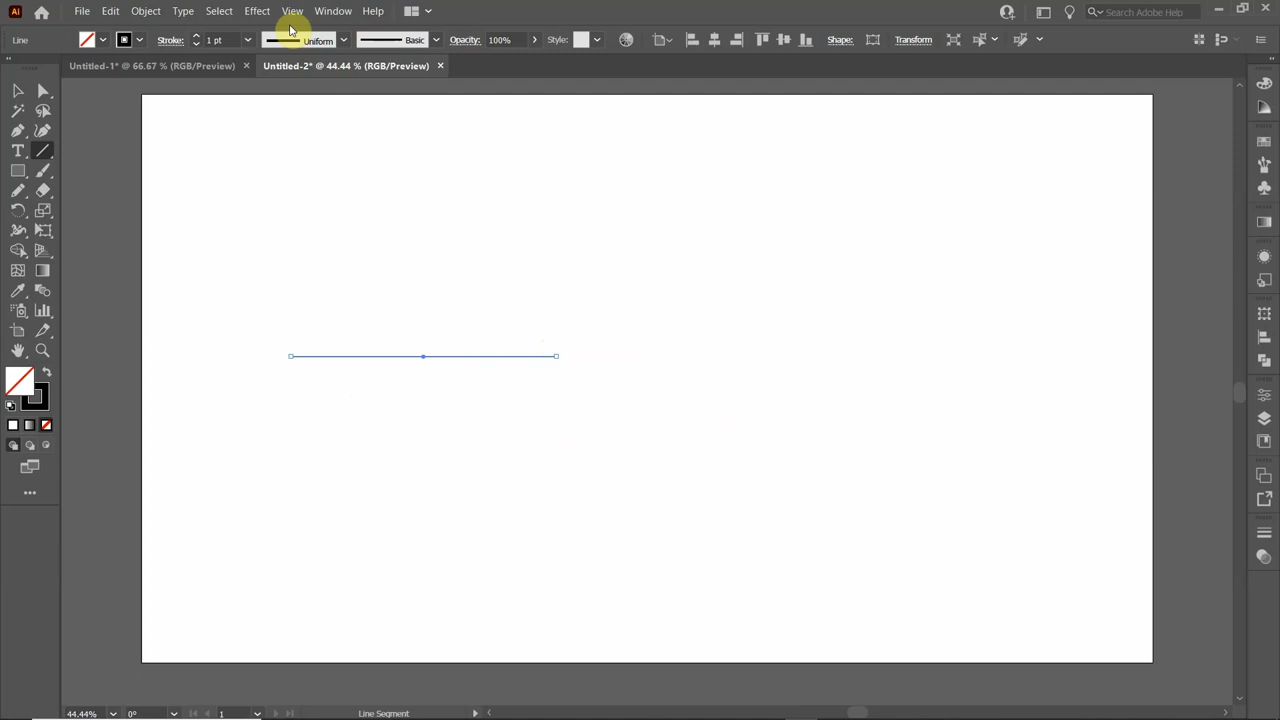 Ai File Edit Object Type Select Effect View Window Help Search Adobe Help
Line Stroke: 1 pt Uniform Basic Opacity: 100% Style: Shape: Transform
Untitled-1* @ 66.67 % (RGB/Preview) × Untitled-2* @ 44.44 % (RGB/Preview) ×
T
44.44% 0° 1 Line Segment